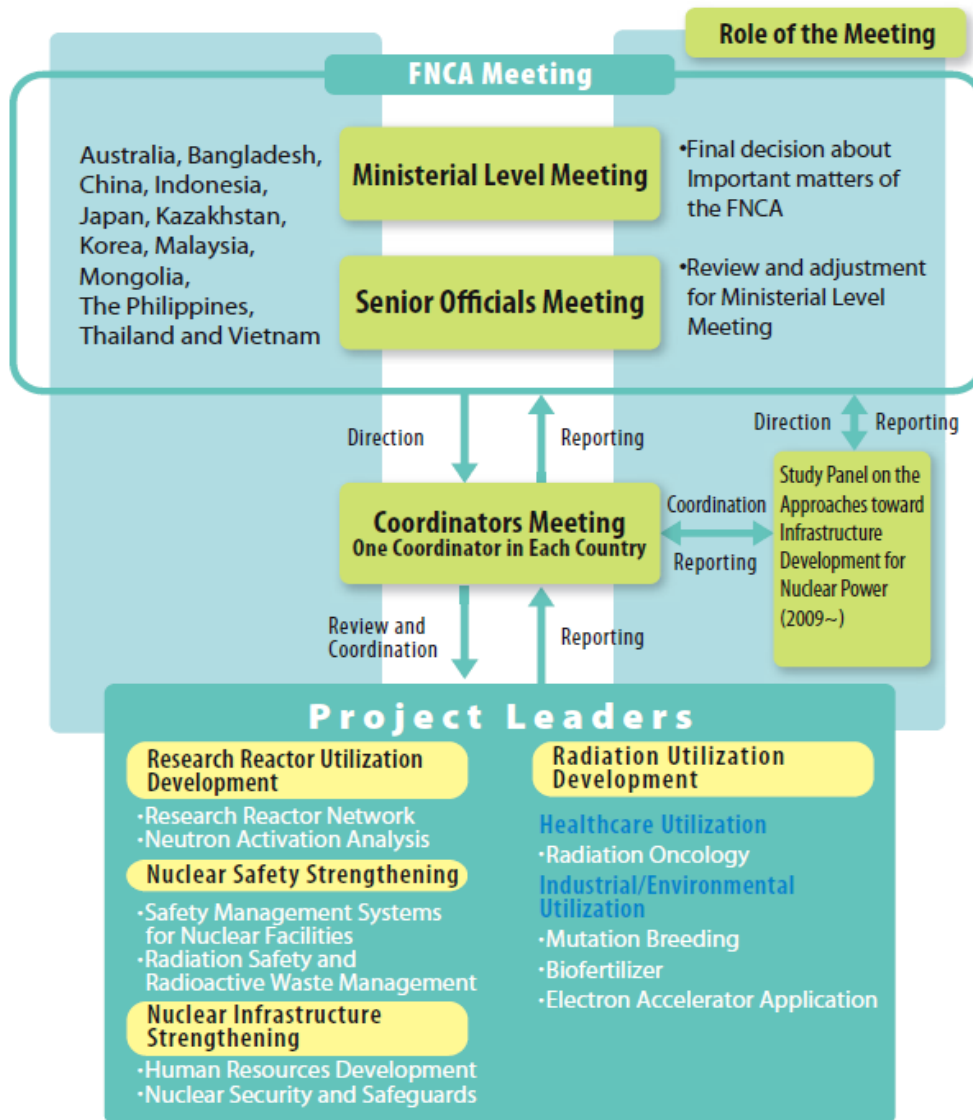 Role of the Meeting
FNCA Meeting
Australia, Bangladesh,
China, Indonesia,
Japan, Kazakhstan,
Korea, Malaysia,
Mongolia,
The Philippines,
Thailand and Vietnam
Ministerial Level Meeting
•Final decision about
Important matters of
the FNCA
Senior Officials Meeting
•Review and adjustment
for Ministerial Level
Meeting
Direction
Reporting
Direction
Reporting
Coordinators Meeting
One Coordinator in Each Country
Coordination
Reporting
Study Panel on the
Approaches toward
Infrastructure
Development for
Nuclear Power
(2009~)
Review and
Coordination
Reporting
Project Leaders
Research Reactor Utilization
Development
•Research Reactor Network
•Neutron Activation Analysis
Nuclear Safety Strengthening
•Safety Management Systems
for Nuclear Facilities
•Radiation Safety and
Radioactive Waste Management
Nuclear Infrastructure
Strengthening
•Human Resources Development
•Nuclear Security and Safeguards
Radiation Utilization
Development
Healthcare Utilization
•Radiation Oncology
Industrial/Environmental
Utilization
•Mutation Breeding
•Biofertilizer
•Electron Accelerator Application